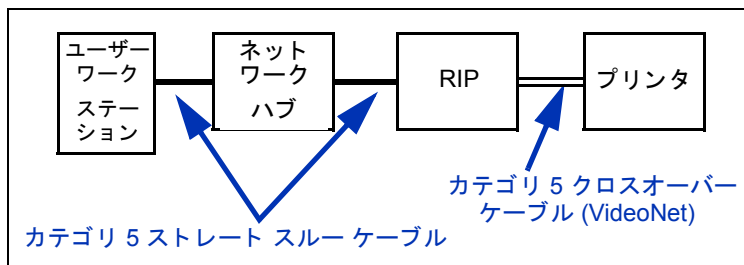 ユーザー
ワーク
ステー
ション
ネット
ワーク
ハブ
RIP
プリンタ
カテゴリ 5 クロスオーバー
ケーブル (VideoNet)
カテゴリ 5 ストレート スルー ケーブル